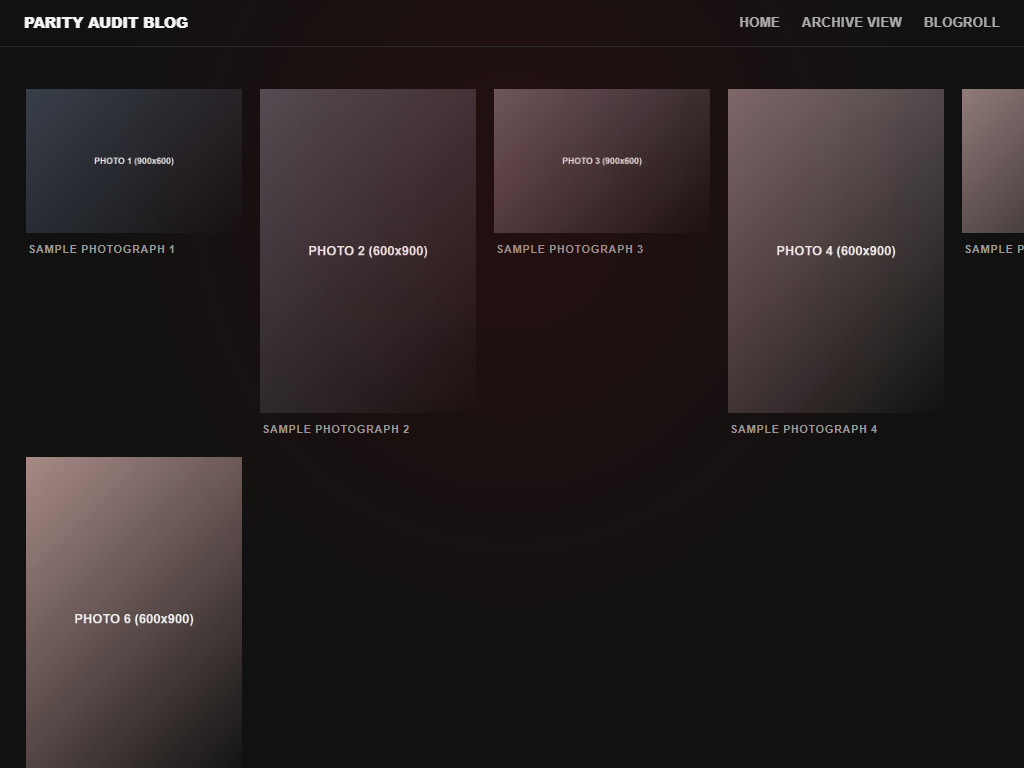 PARITY AUDIT BLOG
HOME ARCHIVE VIEW BLOGROLL
PHOTO 1 (900x600)
SAMPLE PHOTOGRAPH 1
PHOTO 2 (600x900)
SAMPLE PHOTOGRAPH 2
PHOTO 3 (900x600)
SAMPLE PHOTOGRAPH 3
PHOTO 4 (600x900)
SAMPLE PHOTOGRAPH 4
SAMPLE
PHOTO 6 (600x900)